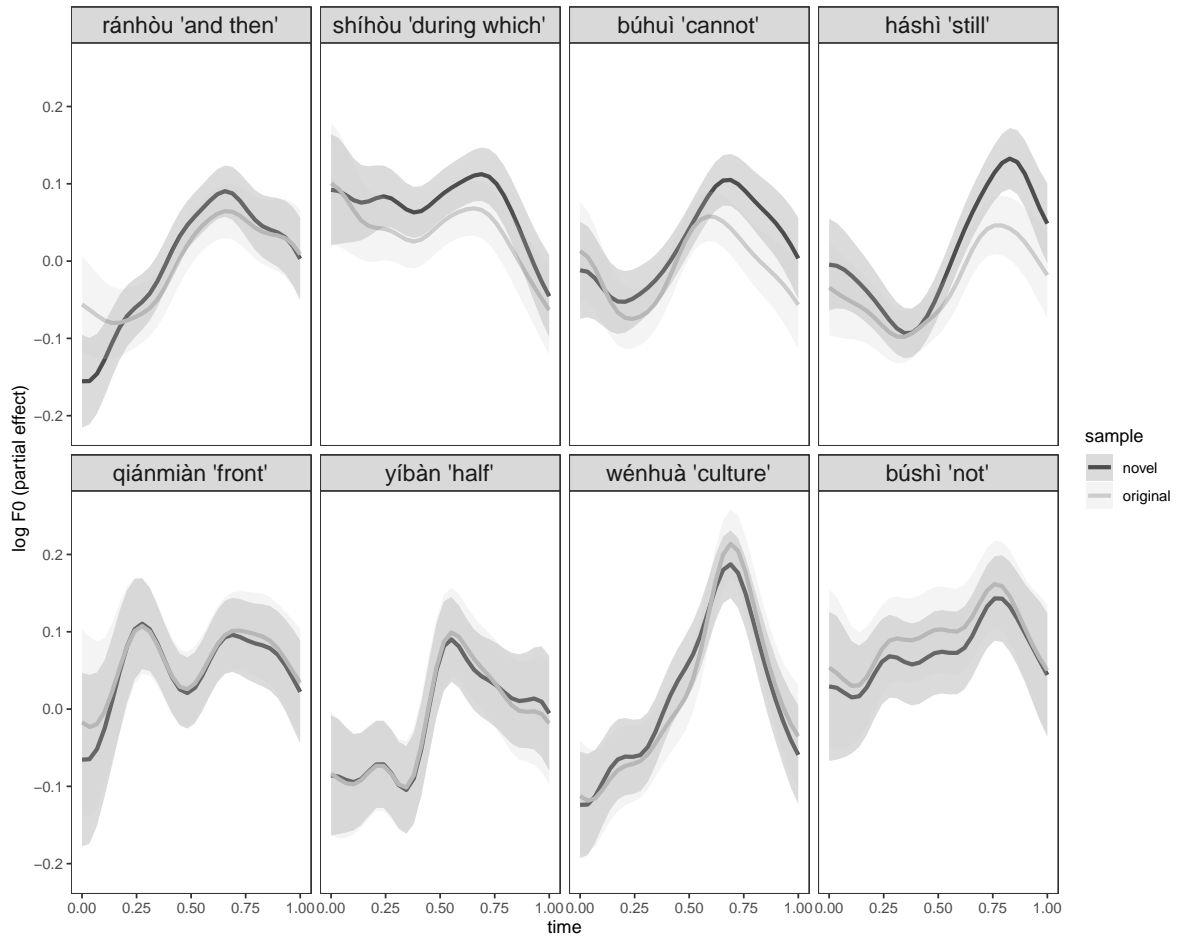 ránhòu 'and then' shíhòu 'during which' búhuì 'cannot' háshì 'still'
0.2
0.1
0.0
−0.1
−0.2
log F0 (partial effect)
qiánmiàn 'front' yíbàn 'half' wénhuà 'culture' búshì 'not'
0.2
0.1
0.0
−0.1
−0.2
0.00 0.25 0.50 0.75 1.00 0.00 0.25 0.50 0.75 1.00 0.00 0.25 0.50 0.75 1.00 0.00 0.25 0.50 0.75 1.00
time
sample
novel
original